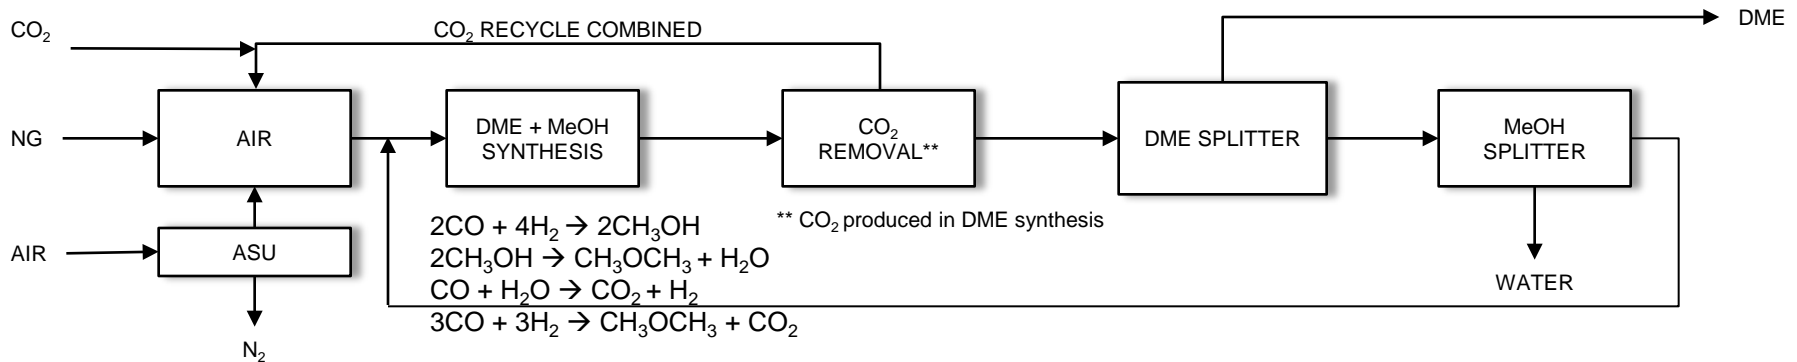 CO₂
CO₂ RECYCLE COMBINED
DME
NG
AIR
DME + MeOH
SYNTHESIS
CO₂
REMOVAL**
DME SPLITTER
MeOH
SPLITTER
** CO₂ produced in DME synthesis
AIR
ASU
N₂
WATER
2CO + 4H₂ → 2CH₃OH
2CH₃OH → CH₃OCH₃ + H₂O
CO + H₂O → CO₂ + H₂
3CO + 3H₂ → CH₃OCH₃ + CO₂